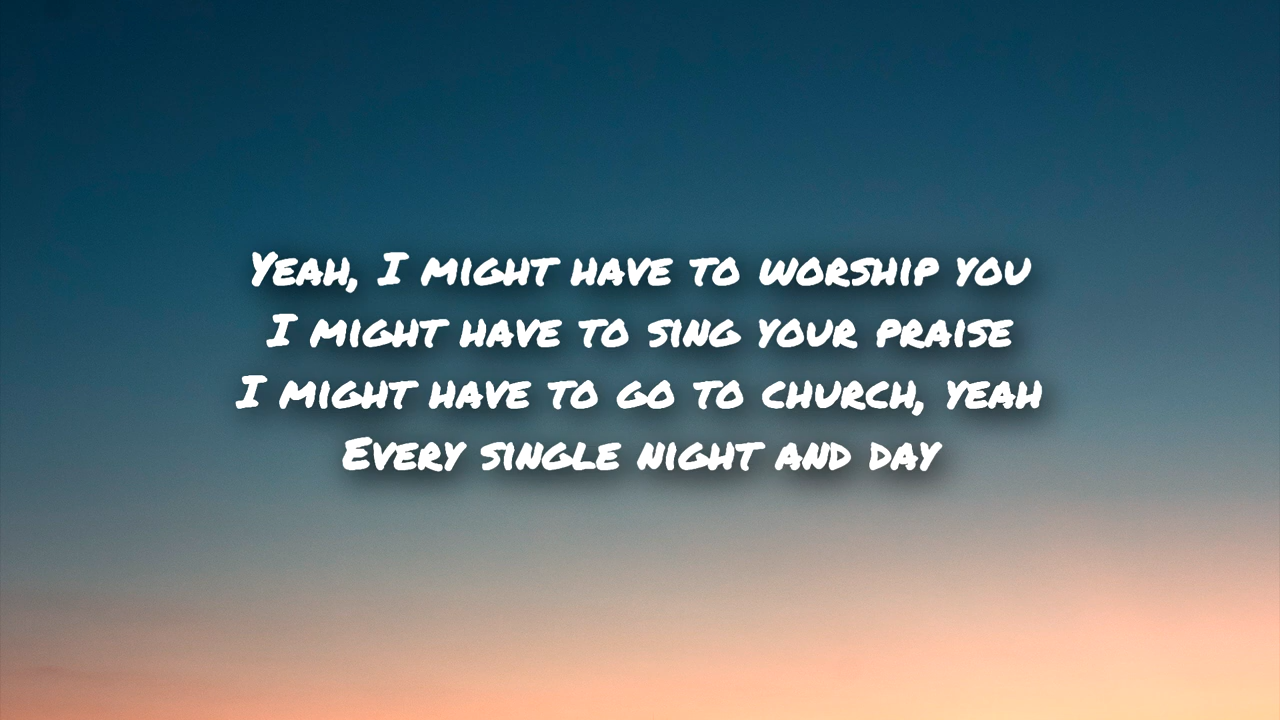 Yeah, I might have to worship you
I might have to sing your praise
I might have to go to church, yeah
Every single night and day